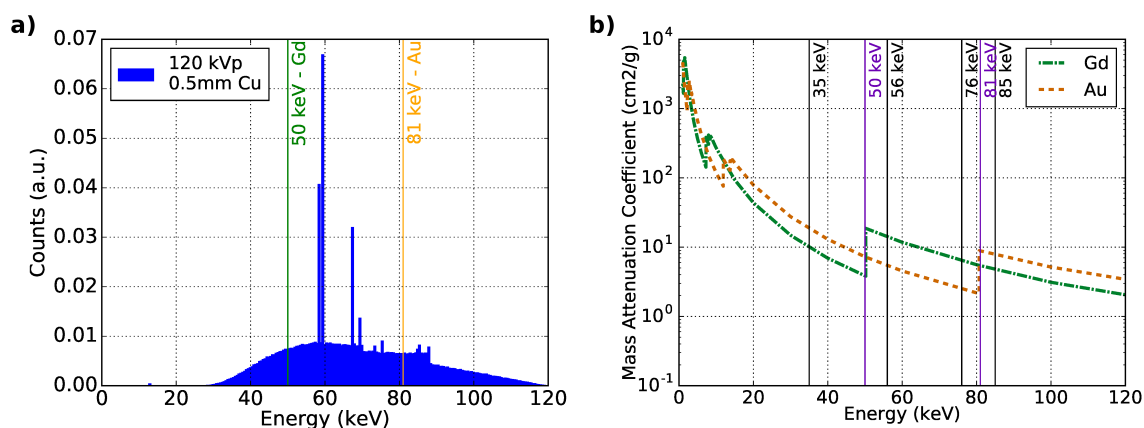 a)
0.07
0.06
0.05
0.04
0.03
0.02
0.01
0.00
Counts (a.u.)
120 kVp
0.5mm Cu
50 keV - Gd
81 keV - Au
0 20 40 60 80 100 120
Energy (keV)
b)
10^4
10^3
10^2
10^1
10^0
10^-1
Mass Attenuation Coefficient (cm2/g)
35 keV
50 keV
56 keV
76 keV
81 keV
85 keV
Gd
Au
0 20 40 60 80 100 120
Energy (keV)